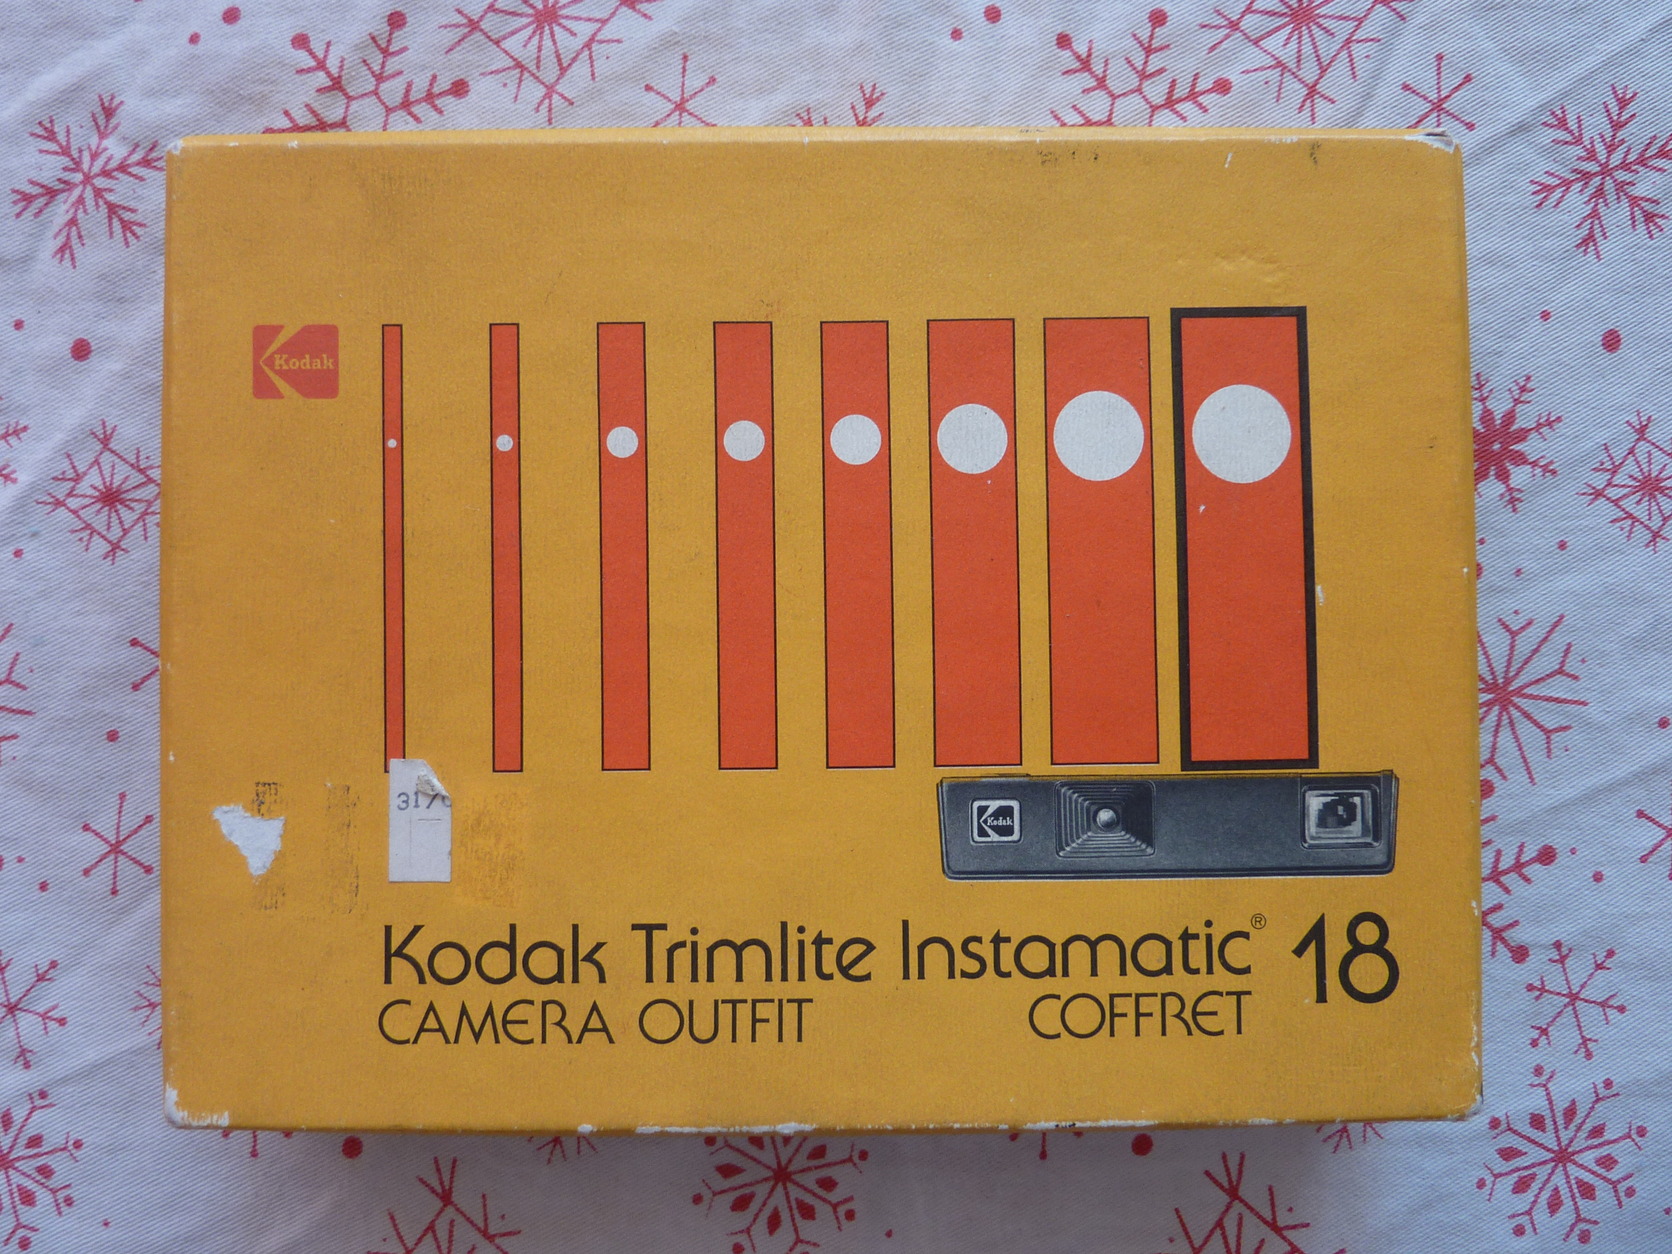 Kodak
Kodak
Kodak Trimlite Instamatic® 18
CAMERA OUTFIT COFFRET